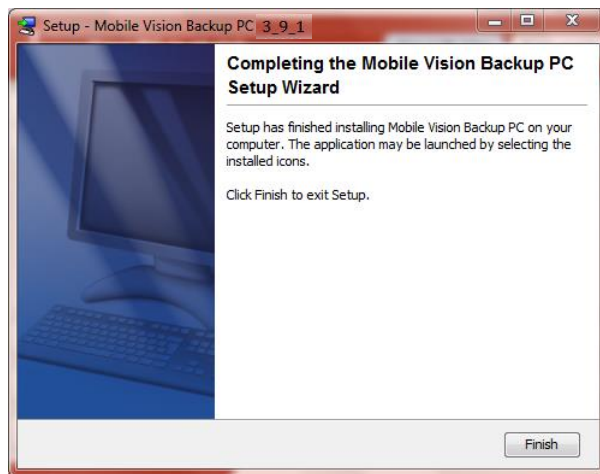 Setup - Mobile Vision Backup PC 3_9_1
Completing the Mobile Vision Backup PC
Setup Wizard
Setup has finished installing Mobile Vision Backup PC on your
computer. The application may be launched by selecting the
installed icons.
Click Finish to exit Setup.
Finish